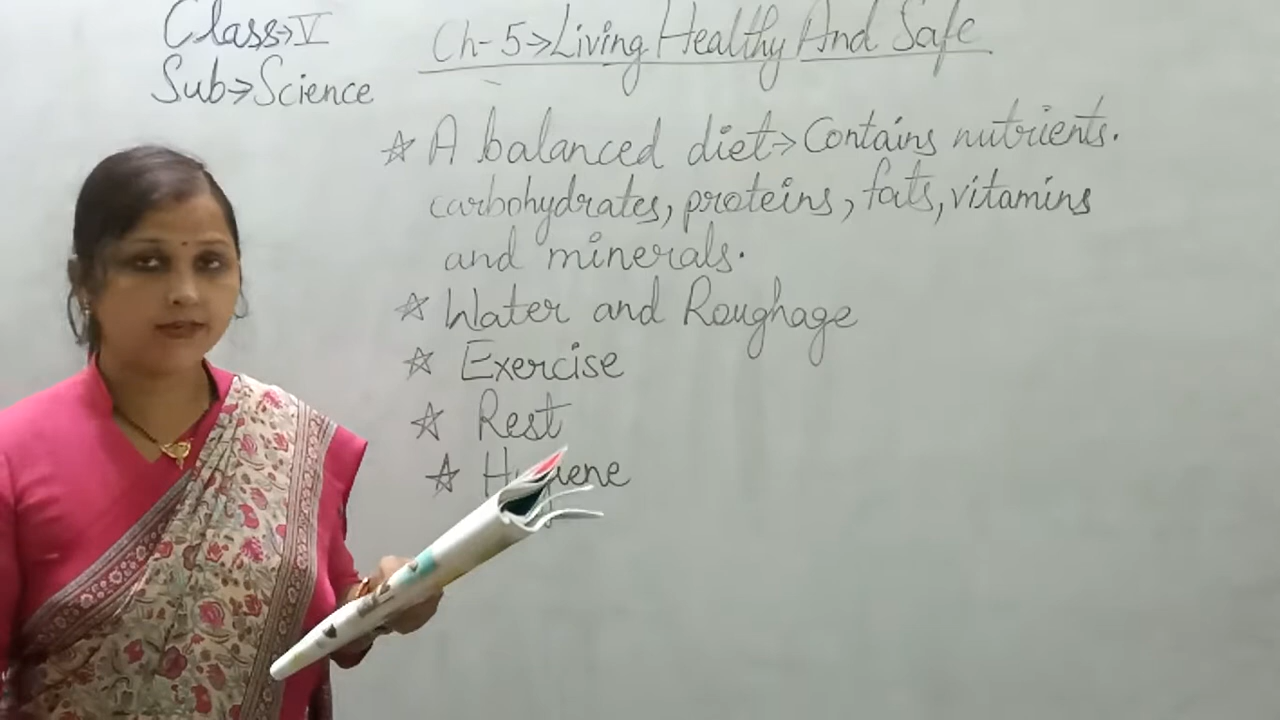 Class→V
Sub→Science
Ch-5→Living Healthy And Safe
☆ A balanced diet→Contains nutrients.
carbohydrates, proteins, fats, vitamins
and minerals.
☆ Water and Roughage
☆ Exercise
☆ Rest
☆ Hygiene